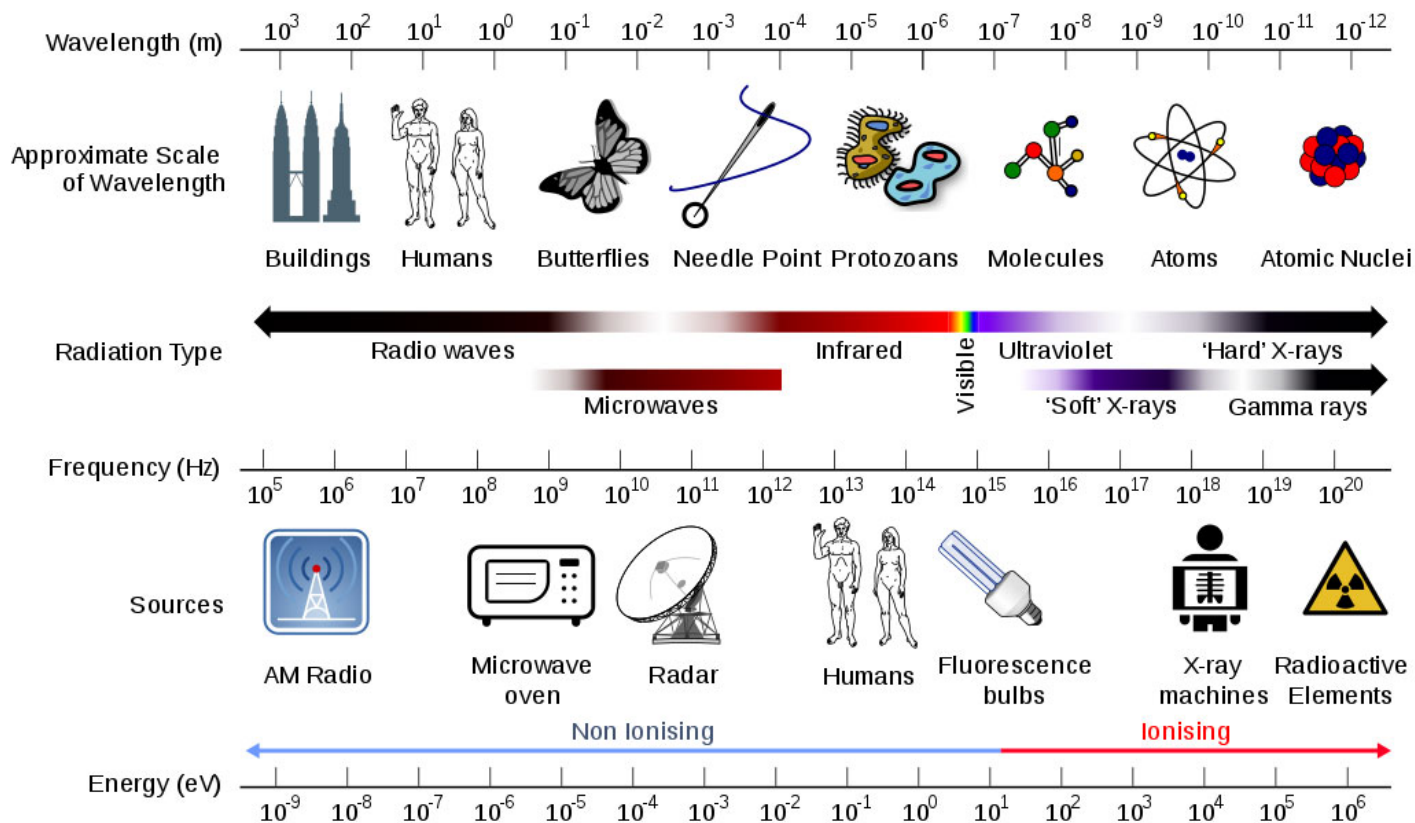 Wavelength (m)
10³ 10² 10¹ 10⁰ 10⁻¹ 10⁻² 10⁻³ 10⁻⁴ 10⁻⁵ 10⁻⁶ 10⁻⁷ 10⁻⁸ 10⁻⁹ 10⁻¹⁰ 10⁻¹¹ 10⁻¹²
Approximate Scale
of Wavelength
Buildings Humans Butterflies Needle Point Protozoans Molecules Atoms Atomic Nuclei
Radiation Type
Radio waves Infrared Visible Ultraviolet ‘Hard’ X-rays
Microwaves ‘Soft’ X-rays Gamma rays
Frequency (Hz)
10⁵ 10⁶ 10⁷ 10⁸ 10⁹ 10¹⁰ 10¹¹ 10¹² 10¹³ 10¹⁴ 10¹⁵ 10¹⁶ 10¹⁷ 10¹⁸ 10¹⁹ 10²⁰
Sources
AM Radio
Microwave
oven
Radar
Humans
Fluorescence
bulbs
X-ray
machines
Radioactive
Elements
Non Ionising Ionising
Energy (eV)
10⁻⁹ 10⁻⁸ 10⁻⁷ 10⁻⁶ 10⁻⁵ 10⁻⁴ 10⁻³ 10⁻² 10⁻¹ 10⁰ 10¹ 10² 10³ 10⁴ 10⁵ 10⁶